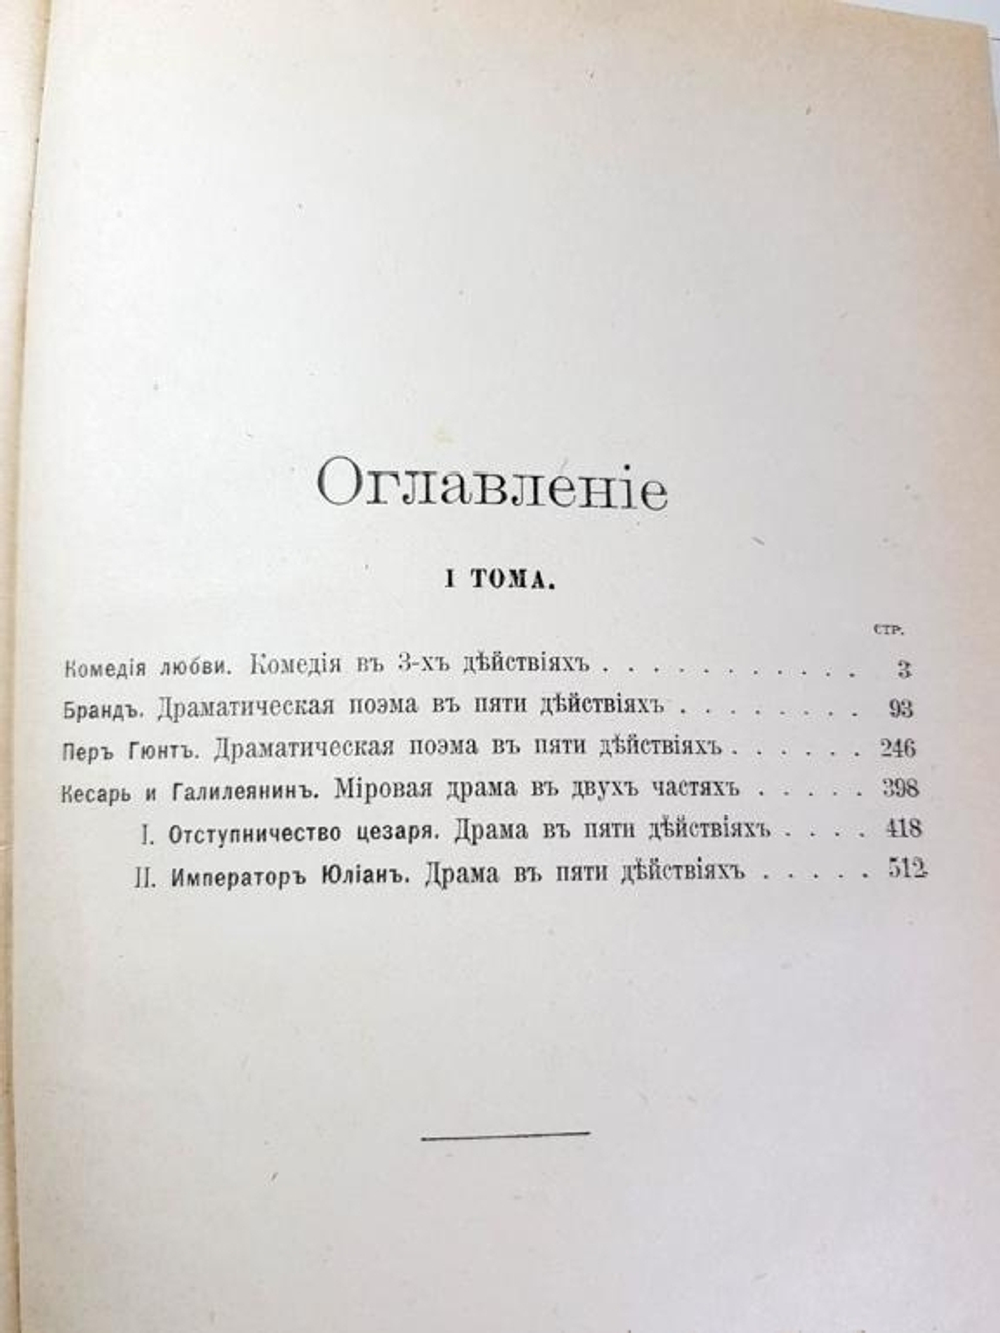 Оглавленіе
I ТОМА.
СТР.
Комедія любви. Комедія въ 3-хъ дѣйствіяхъ . . . . . . . . . . 3
Брандъ. Драматическая поэма въ пяти дѣйствіяхъ . . . . . . . . 93
Перъ Гюнтъ. Драматическая поэма въ пяти дѣйствіяхъ . . . . . . 246
Кесарь и Галилеянинъ. Міровая драма въ двухъ частяхъ . . . . . 398
I. Отступничество цезаря. Драма въ пяти дѣйствіяхъ . . . . 418
II. Императоръ Юліанъ. Драма въ пяти дѣйствіяхъ . . . . . 512